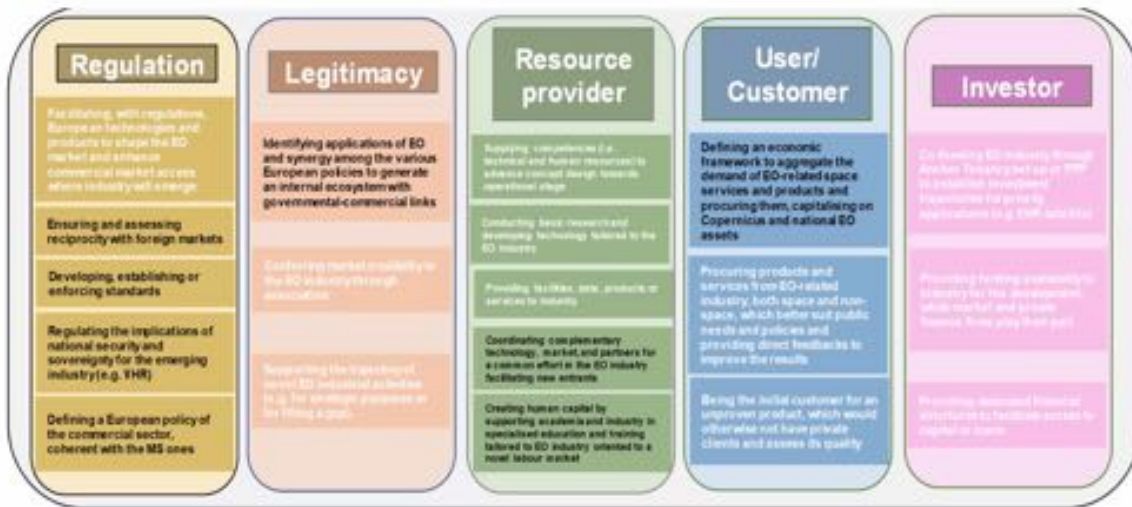 Regulation
Facilitating, with regulations,
European technologies and
products to shape the EO
market and enhance
commercial market access
where industry will emerge
Ensuring and assessing
reciprocity with foreign markets
Developing, establishing or
enforcing standards
Regulating the implications of
national security and
sovereignty for the emerging
industry (e.g. VHR)
Defining a European policy of
the commercial sector,
coherent with the MS ones
Legitimacy
Identifying applications of EO
and synergy among the various
European policies to generate
an internal ecosystem with
governmental-commercial links
Conferring market credibility to
the EO industry through
association
Supporting the trajectory of
novel EO industrial activities
(e.g. for strategic purposes or
for filling a gap)
Resource
provider
Supplying competences (i.e.
technical and human resources) to
advance concept design towards
operational stage
Conducting basic research and
developing technology tailored to the
EO industry
Providing facilities, data, products or
services to industry
Coordinating complementary
technology, market, and partners for
a common effort in the EO industry
facilitating new entrants
Creating human capital by
supporting academia and industry in
specialised education and training
tailored to EO industry oriented to a
novel labour market
User/
Customer
Defining an economic
framework to aggregate the
demand of EO-related space
services and products and
procuring them, capitalising on
Copernicus and national EO
assets
Procuring products and
services from EO-related
industry, both space and non-
space, which better suit public
needs and policies and
providing direct feedbacks to
improve the results
Being the initial customer for an
unproven product, which would
otherwise not have private
clients and assess its quality
Investor
EO industry through
Anchor Tenancy set up or PPP
to establish investment
trajectories for priority
applications (e.g. VHR
Providing funding
industry for
while market and private
finance
Providing
structures to facilitate access to
capital or loans